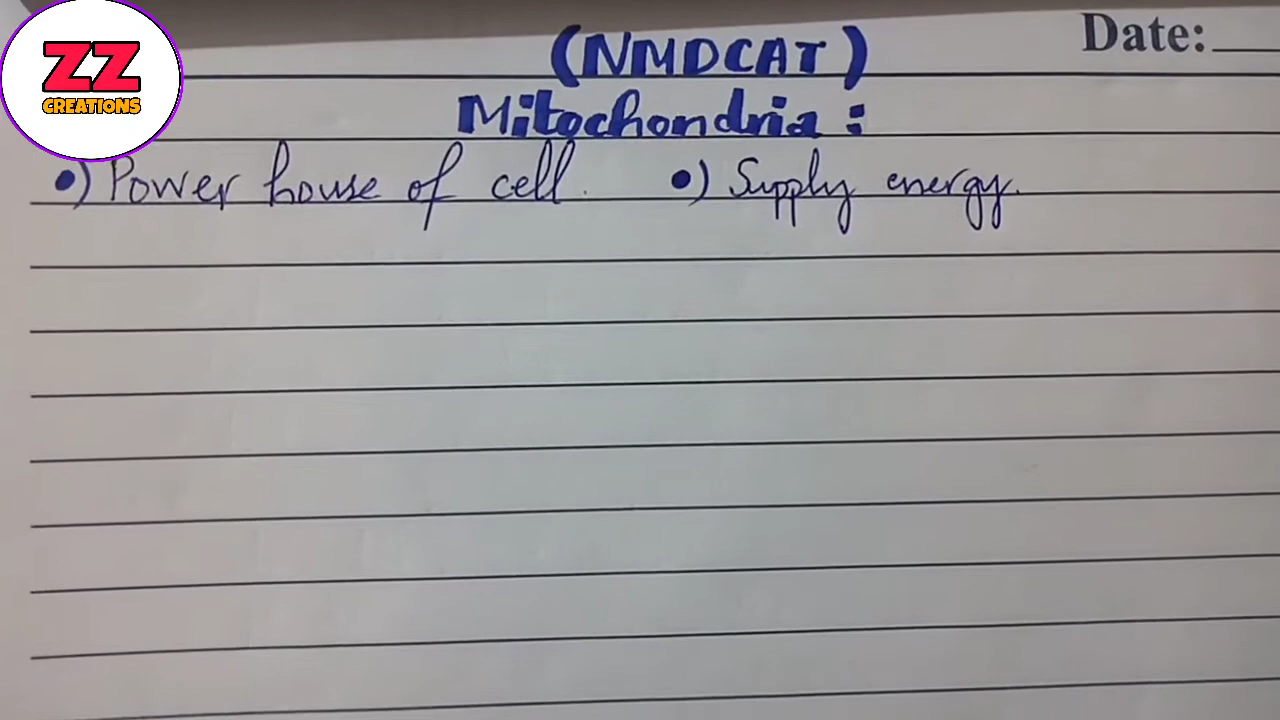 ZZ
CREATIONS
Date:
(NMDCAT)
Mitochondria :
•) Power house of cell. •) Supply energy.